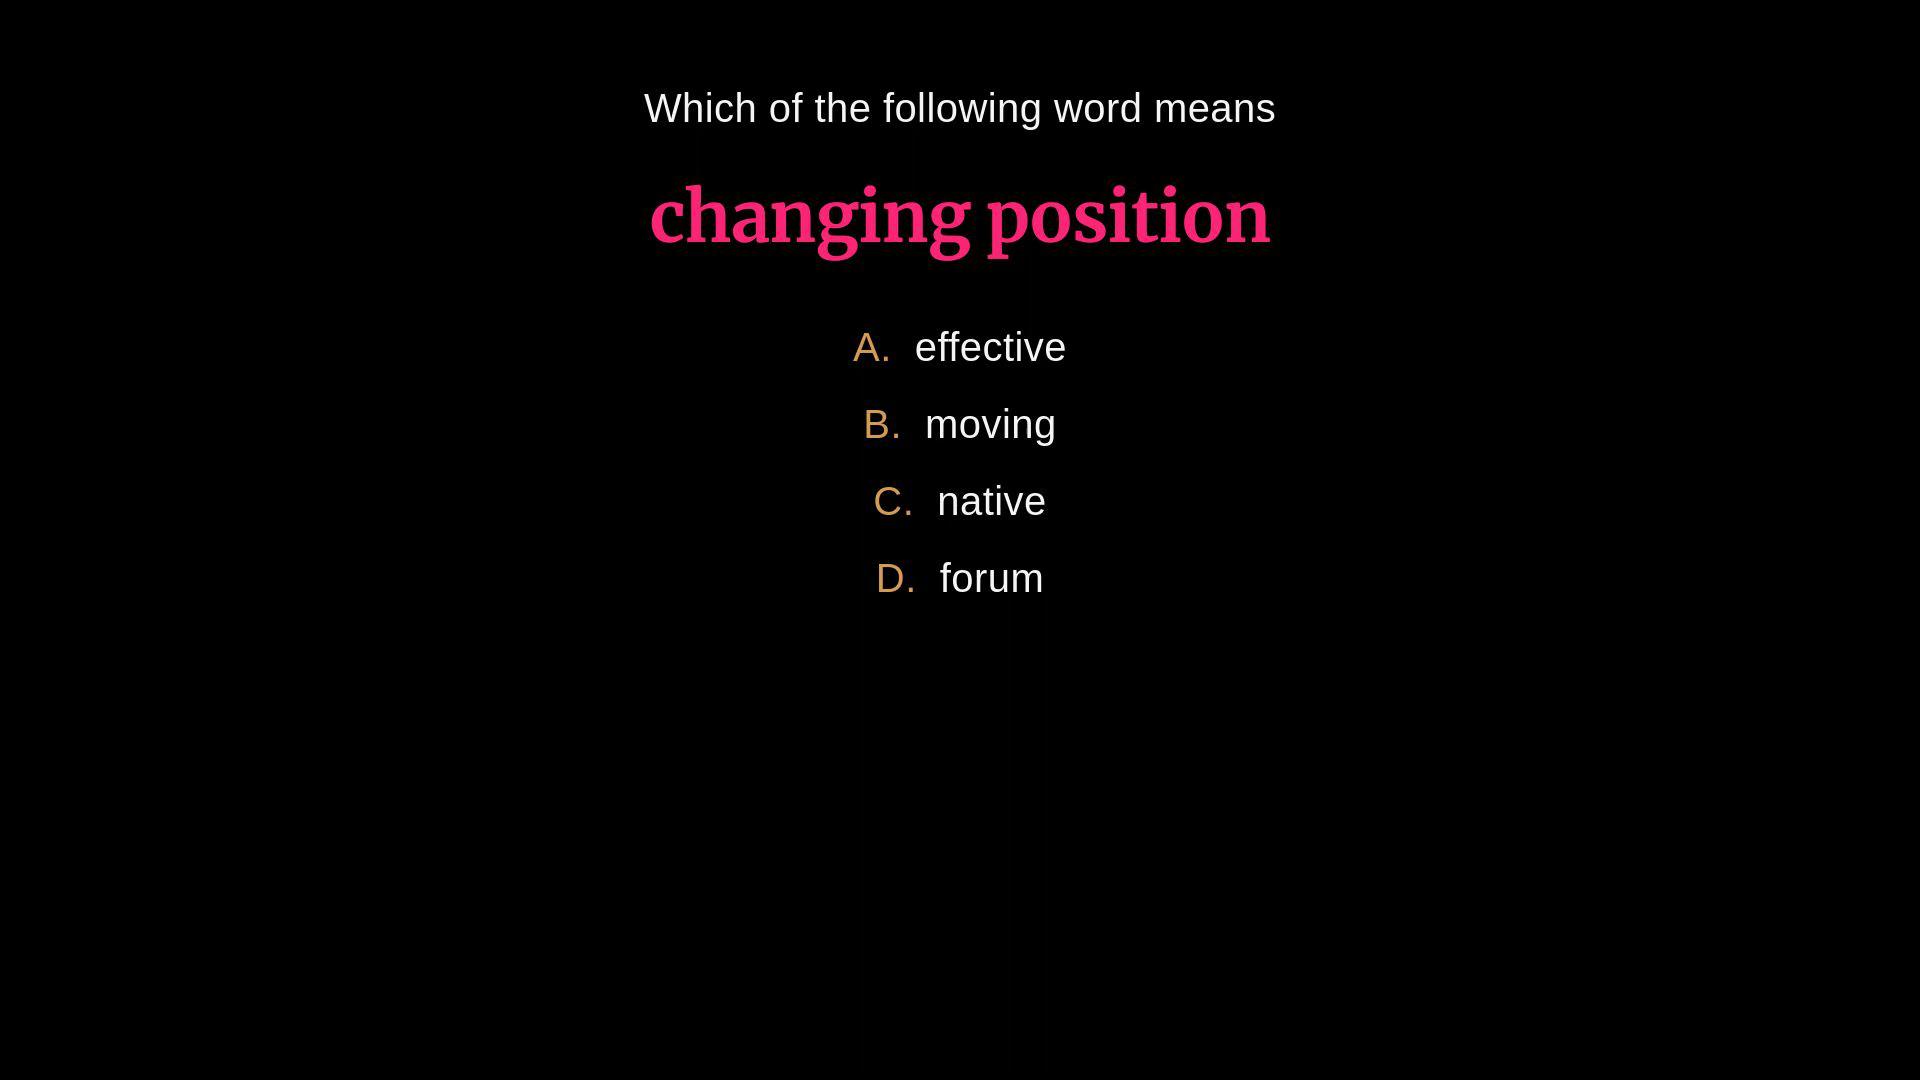 Which of the following word means
changing position
A. effective
B. moving
C. native
D. forum